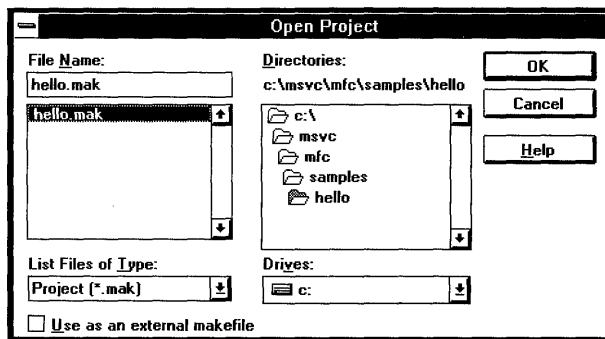 Open Project
File Name:
hello.mak
hello.mak
List Files of Type:
Project (*.mak)
Use as an external makefile
Directories:
c:\msvc\mfc\samples\hello
c:\
msvc
mfc
samples
hello
Drives:
c:
OK
Cancel
Help